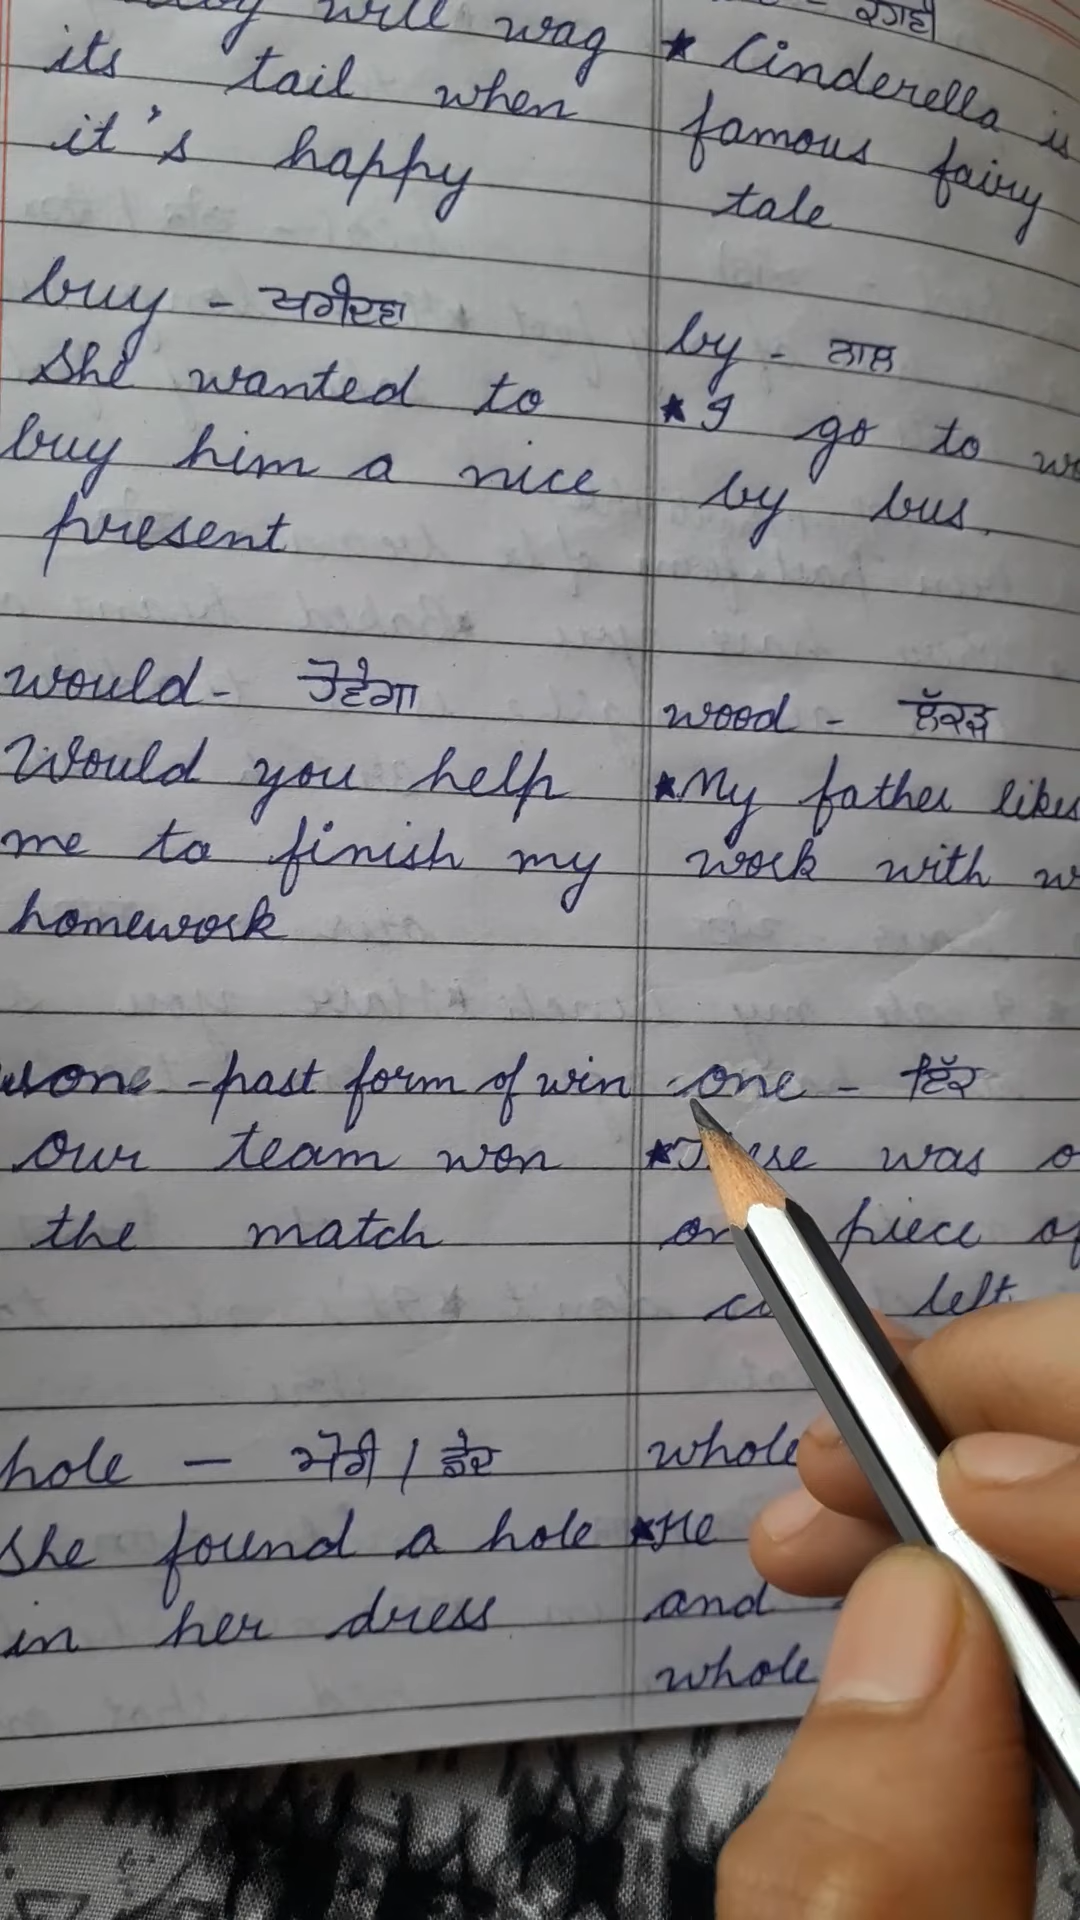 will wag
its tail when
it's happy
buy - ਖਰੀਦਣਾ
She wanted to
buy him a nice
present
would - ਹੋਵੇਗਾ
Would you help
me to finish my
homework
wone - past form of win
our team won
the match
hole - ਮੋਰੀ / ਛੇਦ
She found a hole
in her dress
* Cinderella is
famous fairy
tale
by - ਨਾਲ
* I go to
by bus.
wood - ਲੱਕੜ
* My father likes
work with
one - ਇੱਕ
was
piece of
left
whole
* He
and
whole